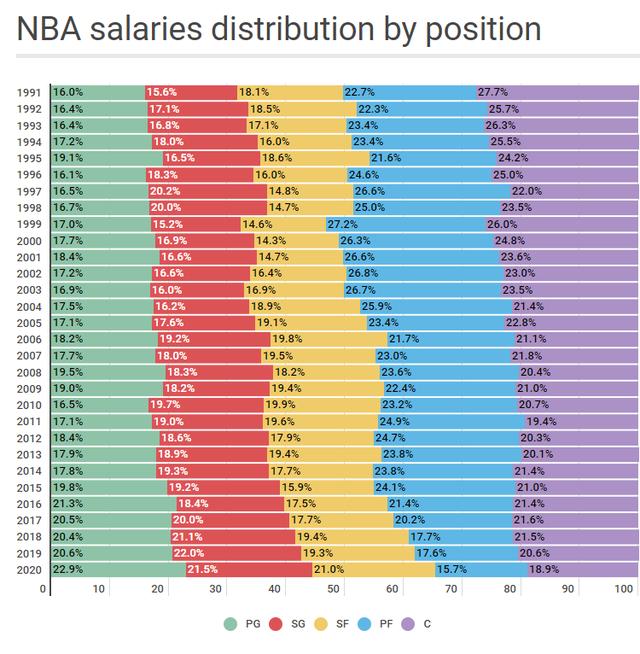 NBA salaries distribution by position
1991 16.0% 15.6% 18.1% 22.7% 27.7%
1992 16.4% 17.1% 18.5% 22.3% 25.7%
1993 16.4% 16.8% 17.1% 23.4% 26.3%
1994 17.2% 18.0% 16.0% 23.4% 25.5%
1995 19.1% 16.5% 18.6% 21.6% 24.2%
1996 16.1% 18.3% 16.0% 24.6% 25.0%
1997 16.5% 20.2% 14.8% 26.6% 22.0%
1998 16.7% 20.0% 14.7% 25.0% 23.5%
1999 17.0% 15.2% 14.6% 27.2% 26.0%
2000 17.7% 16.9% 14.3% 26.3% 24.8%
2001 18.4% 16.6% 14.7% 26.6% 23.6%
2002 17.2% 16.6% 16.4% 26.8% 23.0%
2003 16.9% 16.0% 16.9% 26.7% 23.5%
2004 17.5% 16.2% 18.9% 25.9% 21.4%
2005 17.1% 17.6% 19.1% 23.4% 22.8%
2006 18.2% 19.2% 19.8% 21.7% 21.1%
2007 17.7% 18.0% 19.5% 23.0% 21.8%
2008 19.5% 18.3% 18.2% 23.6% 20.4%
2009 19.0% 18.2% 19.4% 22.4% 21.0%
2010 16.5% 19.7% 19.9% 23.2% 20.7%
2011 17.1% 19.0% 19.6% 24.9% 19.4%
2012 18.4% 18.6% 17.9% 24.7% 20.3%
2013 17.9% 18.9% 19.4% 23.8% 20.1%
2014 17.8% 19.3% 17.7% 23.8% 21.4%
2015 19.8% 19.2% 15.9% 24.1% 21.0%
2016 21.3% 18.4% 17.5% 21.4% 21.4%
2017 20.5% 20.0% 17.7% 20.2% 21.6%
2018 20.4% 21.1% 19.4% 17.7% 21.5%
2019 20.6% 22.0% 19.3% 17.6% 20.6%
2020 22.9% 21.5% 21.0% 15.7% 18.9%
0 10 20 30 40 50 60 70 80 90 100
PG SG SF PF C